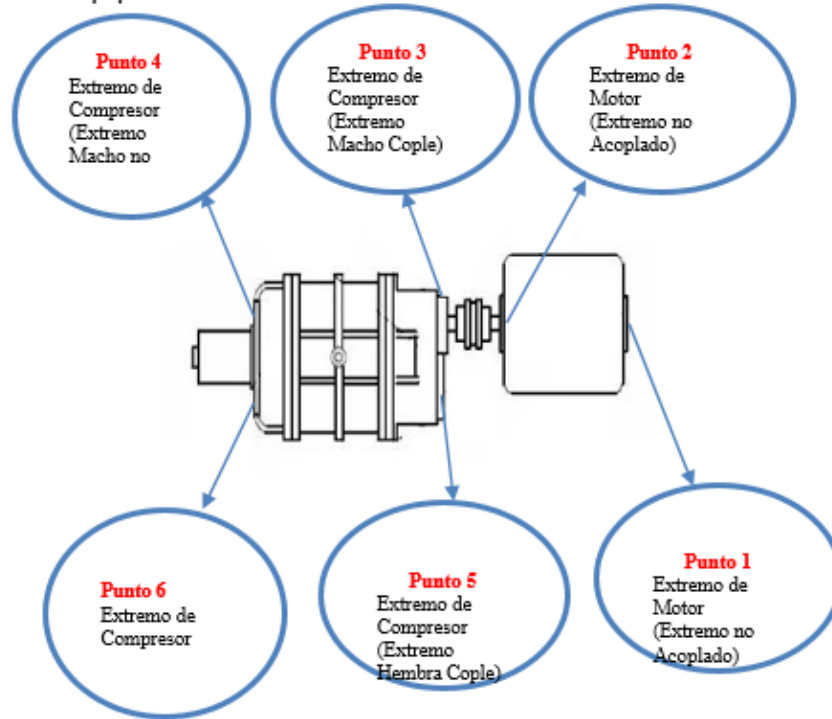 Punto 4
Extremo de
Compresor
(Extremo
Macho no
Punto 3
Extremo de
Compresor
(Extremo
Macho Cople)
Punto 2
Extremo de
Motor
(Extremo no
Acoplado)
Punto 6
Extremo de
Compresor
Punto 5
Extremo de
Compresor
(Extremo
Hembra Cople)
Punto 1
Extremo de
Motor
(Extremo no
Acoplado)